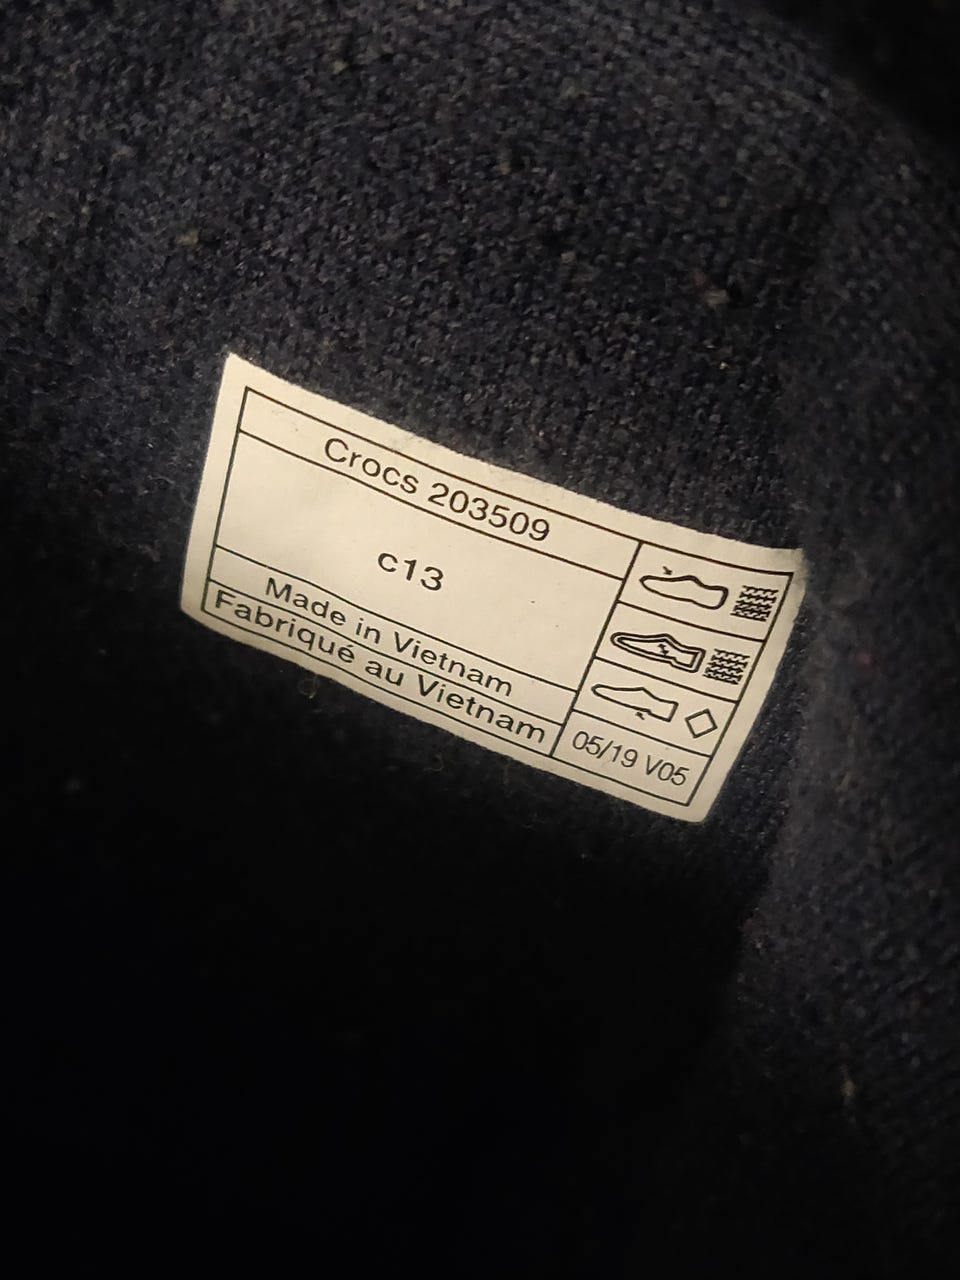 Crocs 203509
c13
Made in Vietnam
Fabriqué au Vietnam
05/19 V05